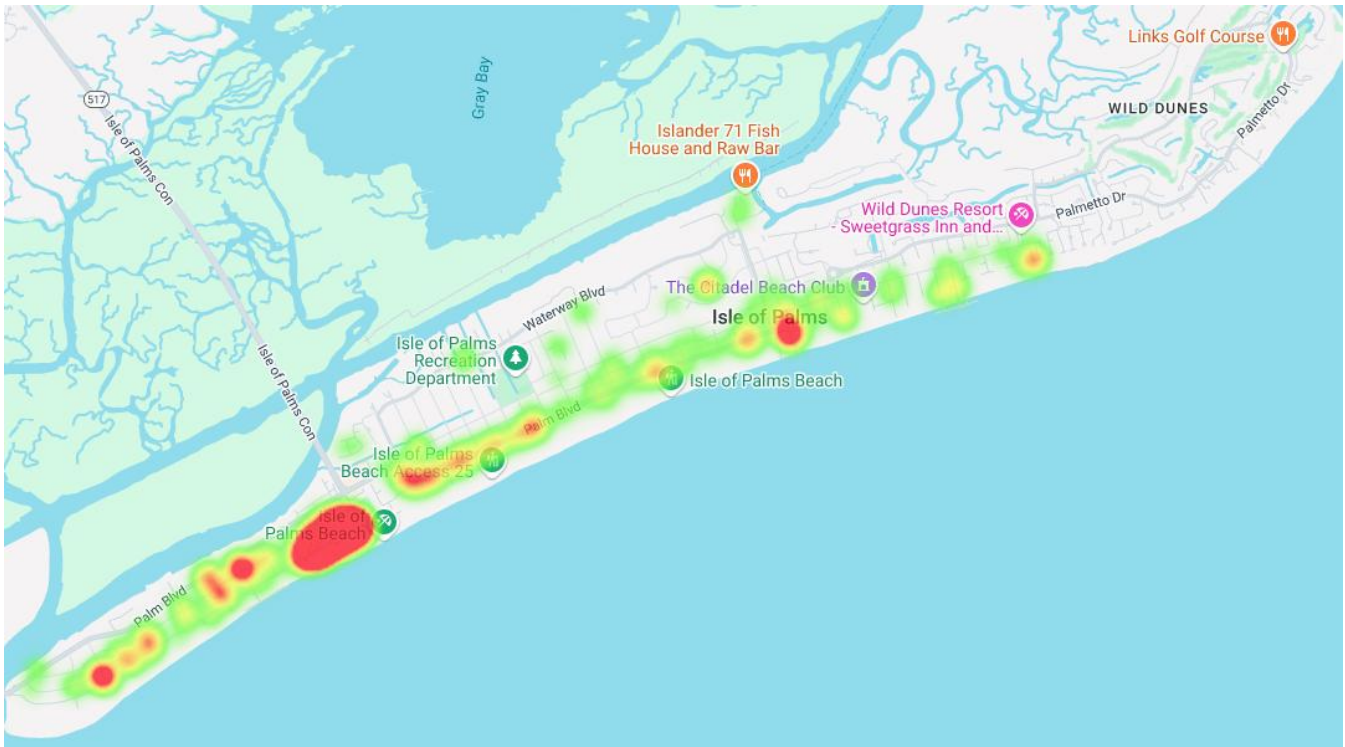 Links Golf Course
Gray Bay
517
WILD DUNES
Isle of Palms Con
Palmetto Dr
Islander 71 Fish
House and Raw Bar
Wild Dunes Resort
- Sweetgrass Inn and...
Palmetto Dr
The Citadel Beach Club
Waterway Blvd
Isle of Palms
Isle of Palms
Recreation
Department
Isle of Palms Con
Isle of Palms Beach
Palm Blvd
Isle of Palms
Beach Access 25
Isle of
Palms Beach
Palm Blvd